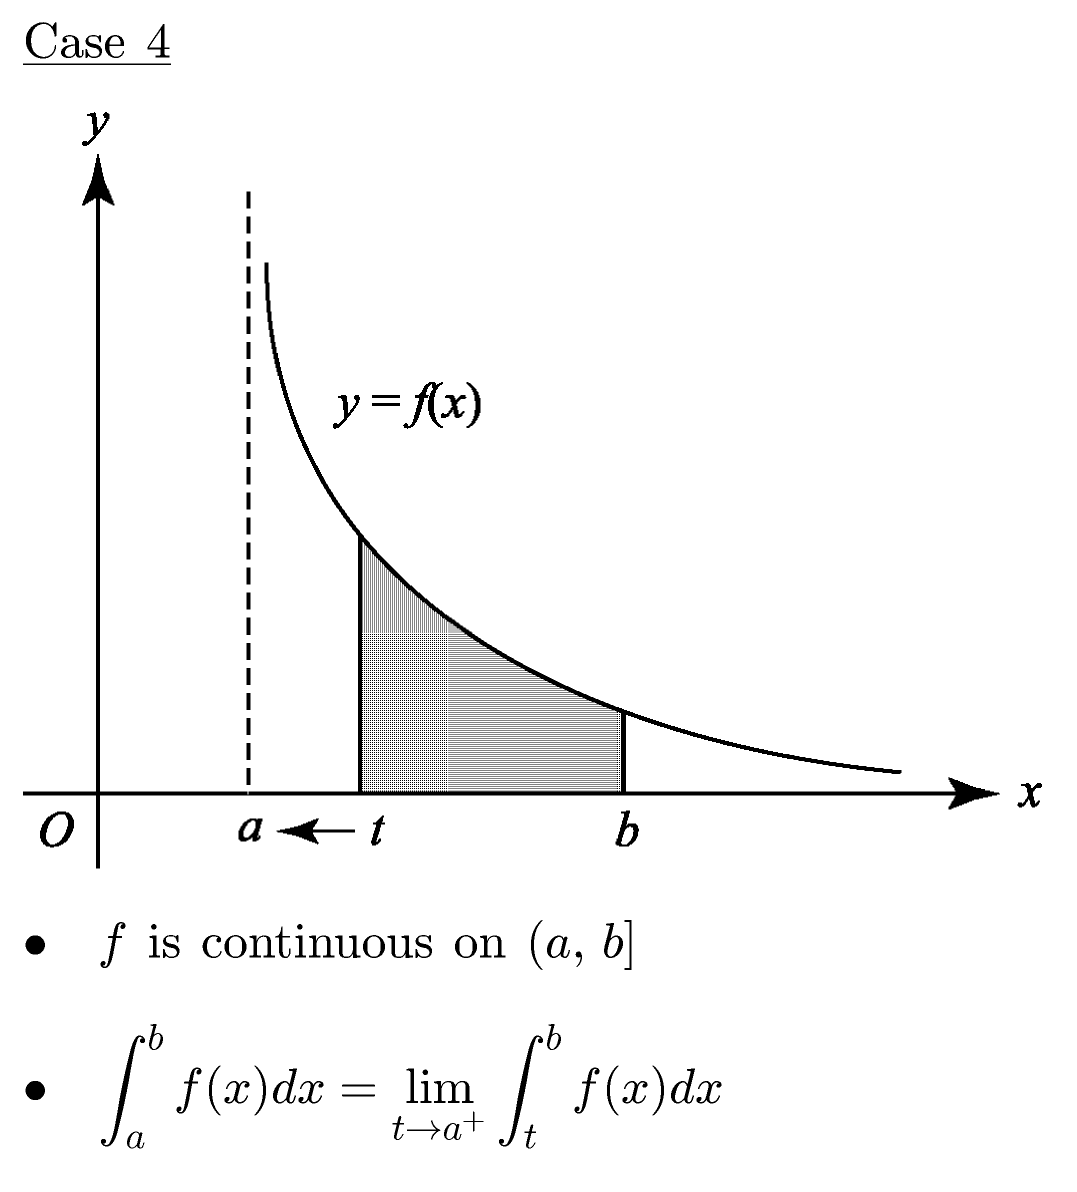 Case 4
y
y = f(x)
x
O a ← t b
• f is continuous on (a, b]
• ∫_a^b f(x)dx = lim_{t→a⁺} ∫_t^b f(x)dx